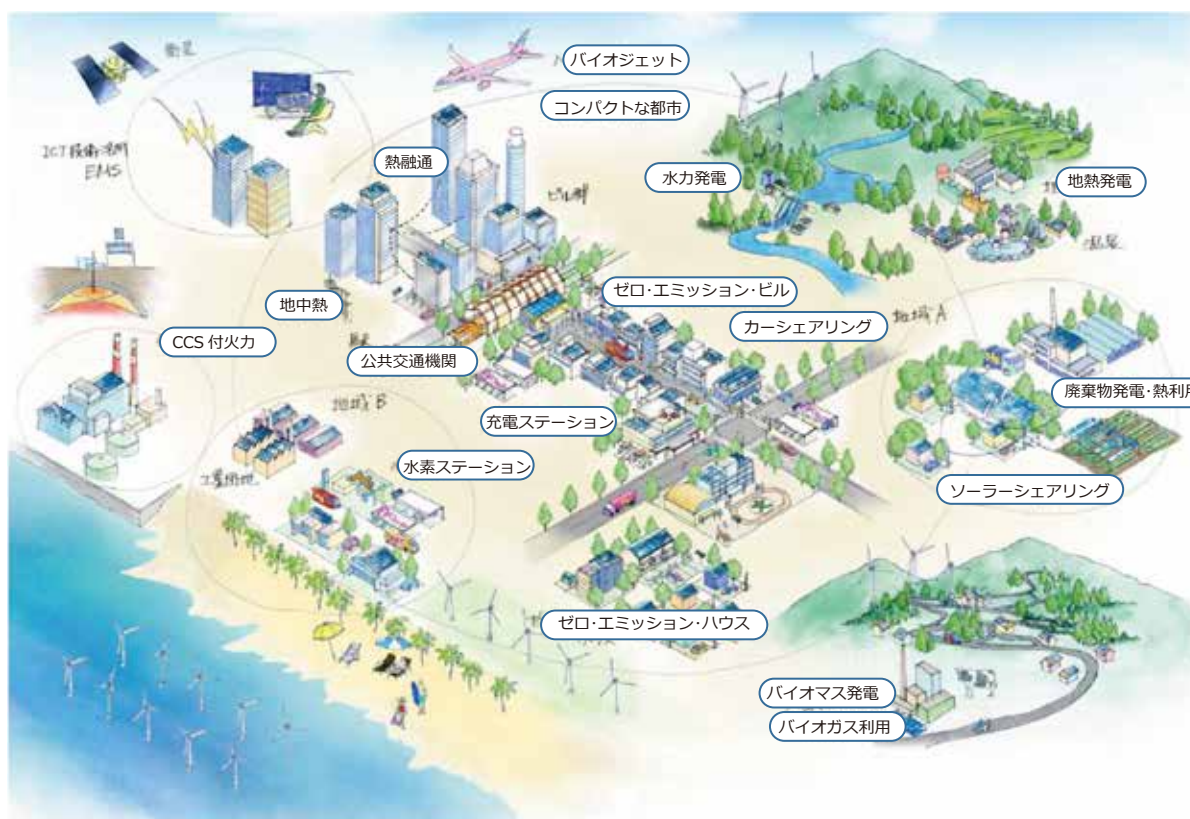 衛星
バイオジェット
コンパクトな都市
ICT技術活用
EMS
熱融通
ビル群
水力発電
地熱発電
温泉
地中熱
ゼロ・エミッション・ビル
カーシェアリング
地域A
CCS付火力
駅
公共交通機関
廃棄物発電・熱利用
地域B
充電ステーション
水素ステーション
工業団地
ソーラーシェアリング
ゼロ・エミッション・ハウス
バイオマス発電
バイオガス利用